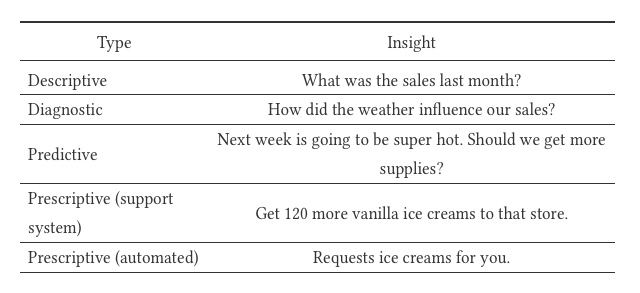 Type Insight
Descriptive What was the sales last month?
Diagnostic How did the weather influence our sales?
Predictive Next week is going to be super hot. Should we get more
supplies?
Prescriptive (support
system) Get 120 more vanilla ice creams to that store.
Prescriptive (automated) Requests ice creams for you.